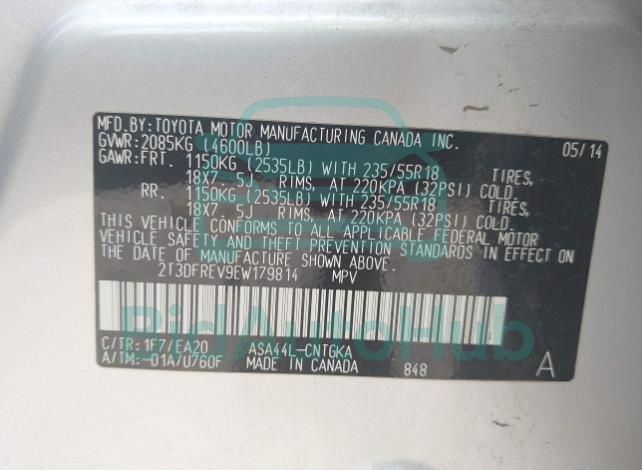 MFD.BY:TOYOTA MOTOR MANUFACTURING CANADA INC.
GVWR:2085KG (4600LB) 05/14
GAWR:FRT. 1150KG (2535LB) WITH 235/55R18 TIRES,
18X7. 5J RIMS, AT 220KPA (32PSI) COLD.
RR. 1150KG (2535LB) WITH 235/55R18 TIRES,
18X7. 5J RIMS, AT 220KPA (32PSI) COLD.
THIS VEHICLE CONFORMS TO ALL APPLICABLE FEDERAL MOTOR
VEHICLE SAFETY AND THEFT PREVENTION STANDARDS IN EFFECT ON
THE DATE OF MANUFACTURE SHOWN ABOVE.
2T3DFREV9EW179814 MPV
BidAutoHub
C/TR:1F7/EA20 ASA44L-CNTGKA
A/TM:-01A/U760F MADE IN CANADA 848 A